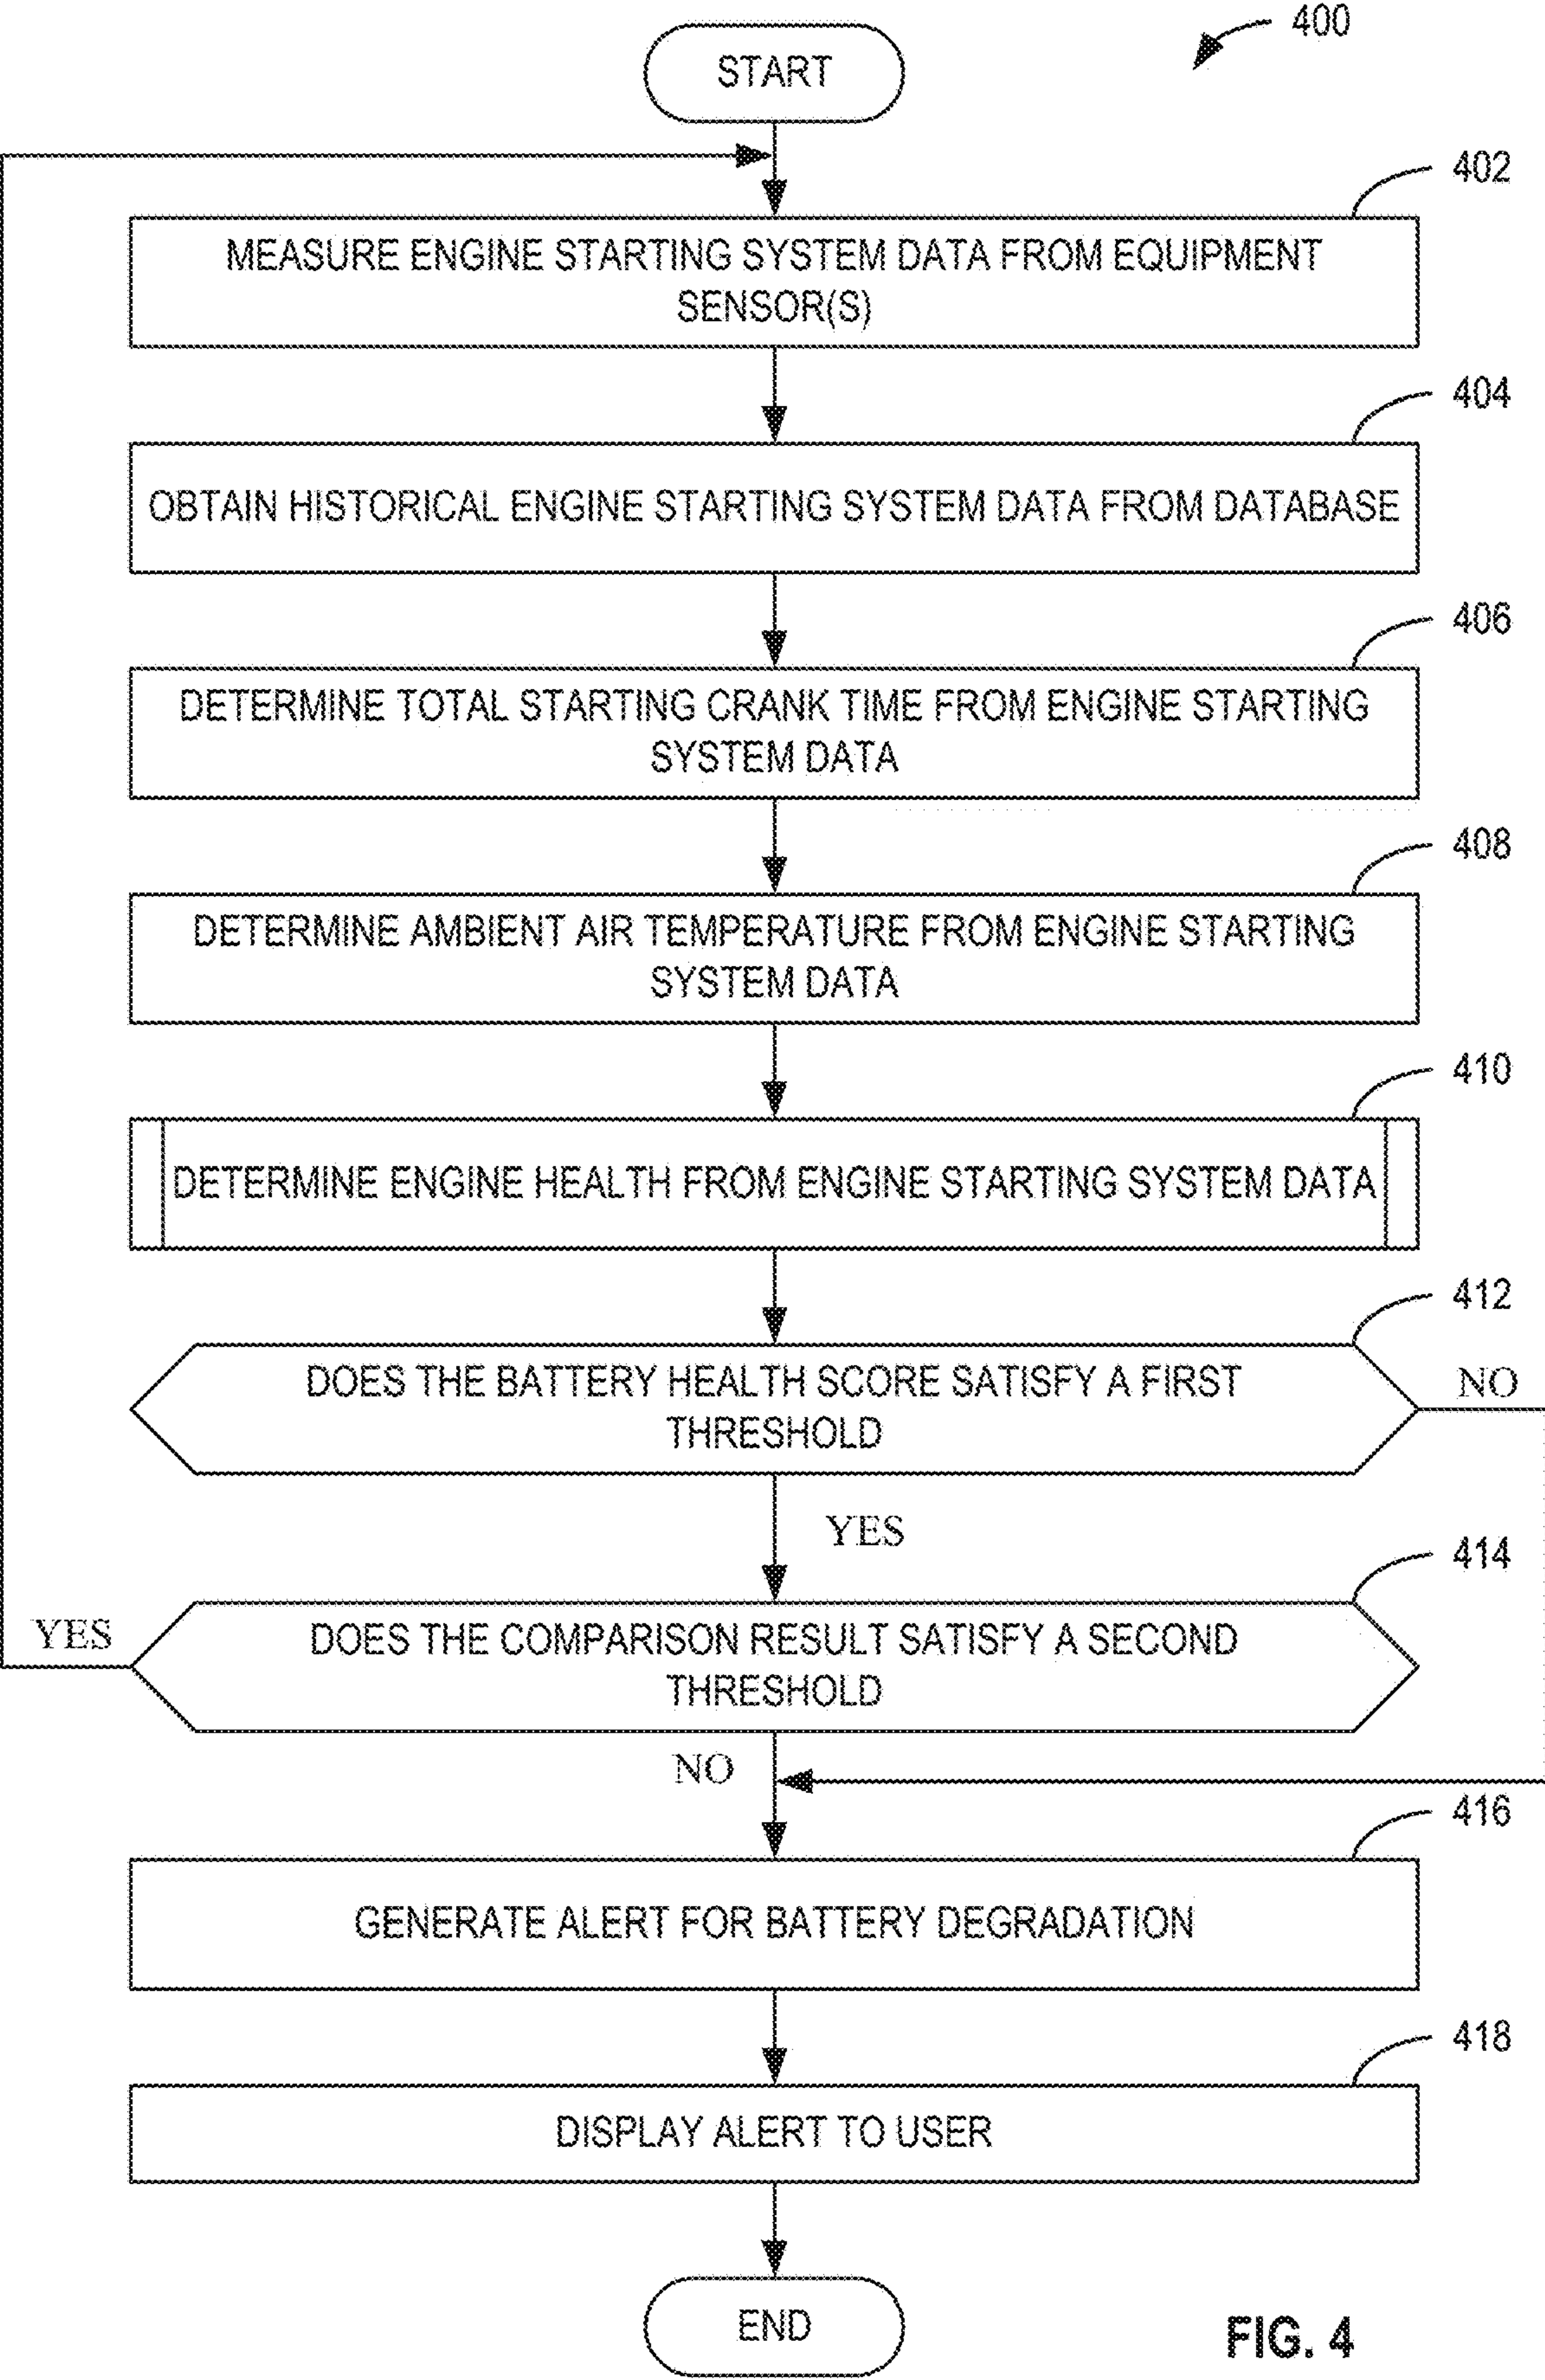 400
START
402
MEASURE ENGINE STARTING SYSTEM DATA FROM EQUIPMENT
SENSOR(S)
404
OBTAIN HISTORICAL ENGINE STARTING SYSTEM DATA FROM DATABASE
406
DETERMINE TOTAL STARTING CRANK TIME FROM ENGINE STARTING
SYSTEM DATA
408
DETERMINE AMBIENT AIR TEMPERATURE FROM ENGINE STARTING
SYSTEM DATA
410
DETERMINE ENGINE HEALTH FROM ENGINE STARTING SYSTEM DATA
412
DOES THE BATTERY HEALTH SCORE SATISFY A FIRST
THRESHOLD
NO
YES
414
DOES THE COMPARISON RESULT SATISFY A SECOND
THRESHOLD
YES
NO
416
GENERATE ALERT FOR BATTERY DEGRADATION
418
DISPLAY ALERT TO USER
END
FIG. 4